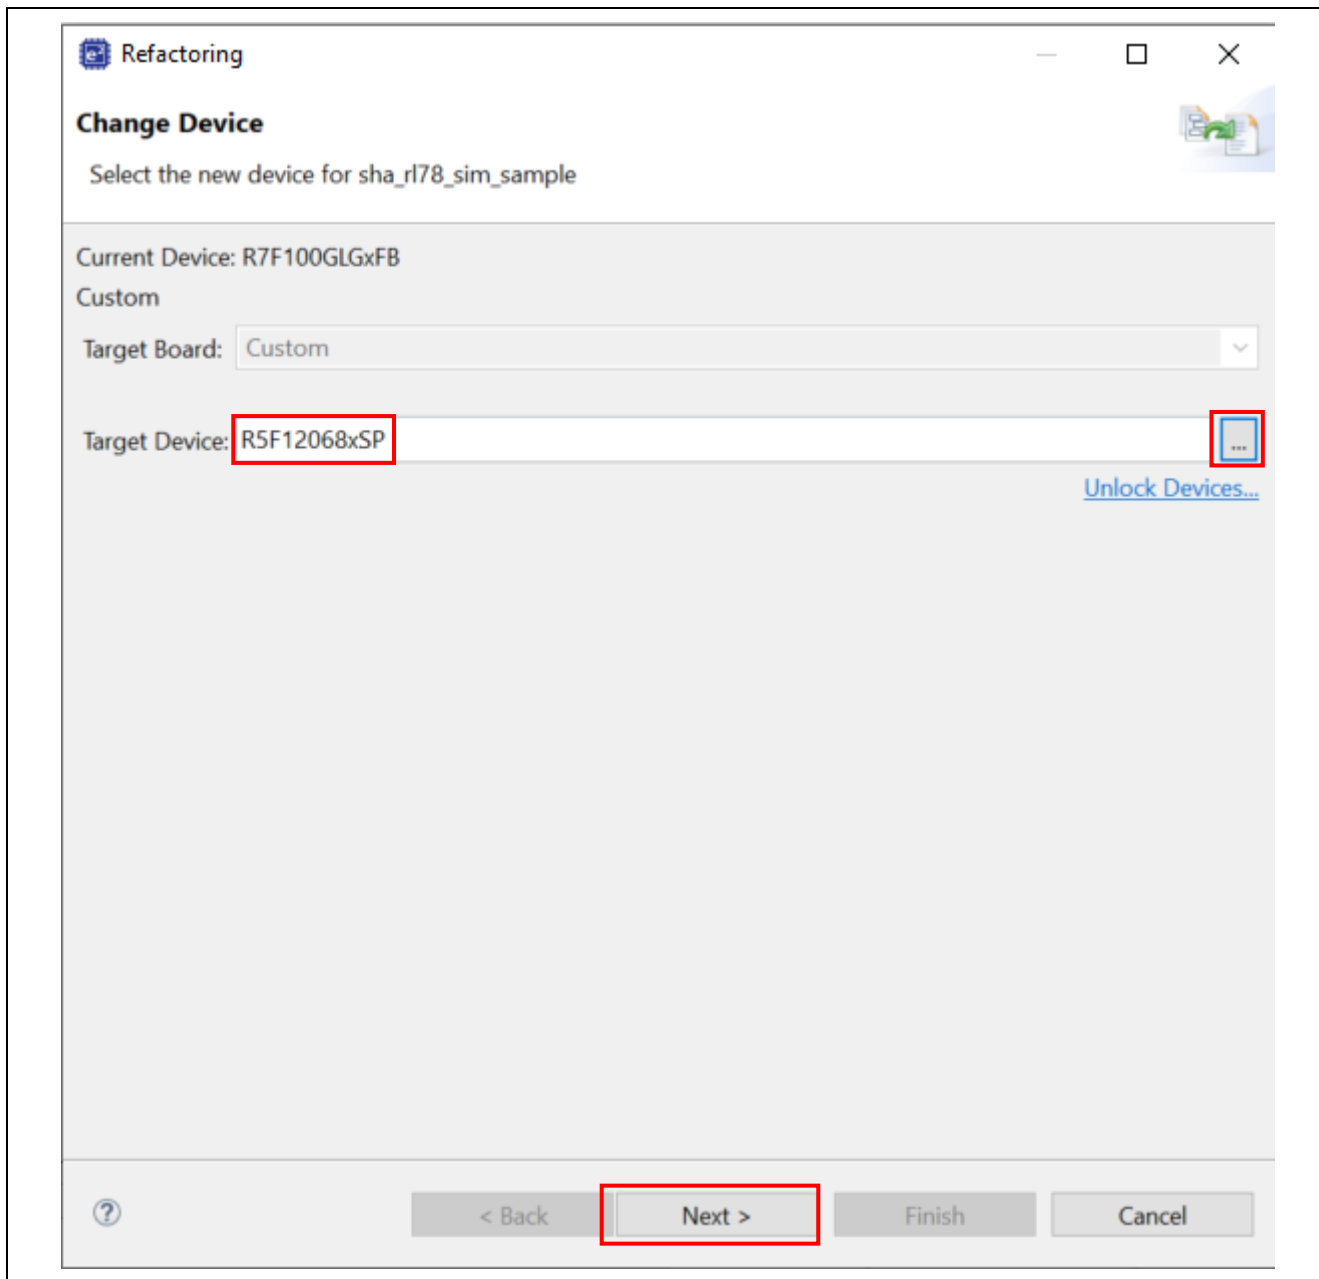 Refactoring
Change Device
Select the new device for sha_rl78_sim_sample
Current Device: R7F100GLGxFB
Custom
Target Board: Custom
Target Device: R5F12068xSP ...
Unlock Devices...
< Back Next > Finish Cancel